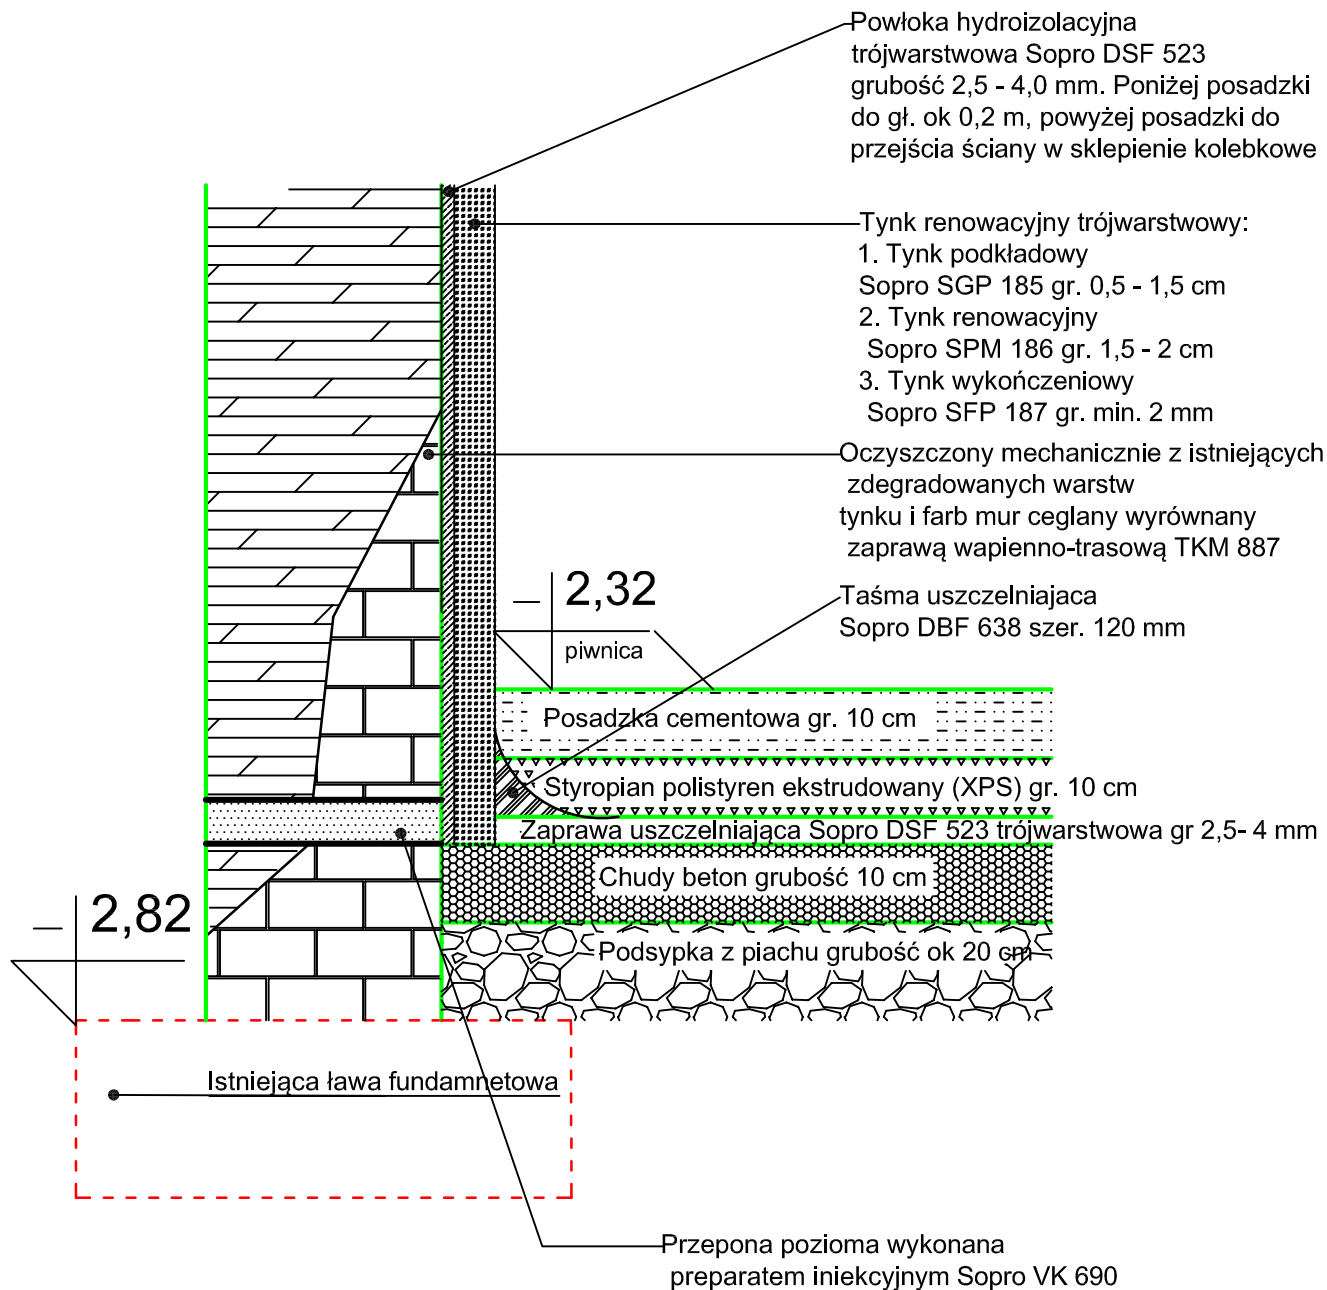 Powłoka hydroizolacyjna
trójwarstwowa Sopro DSF 523
grubość 2,5 - 4,0 mm. Poniżej posadzki
do gł. ok 0,2 m, powyżej posadzki do
przejścia ściany w sklepienie kolebkowe
Tynk renowacyjny trójwarstwowy:
1. Tynk podkładowy
Sopro SGP 185 gr. 0,5 - 1,5 cm
2. Tynk renowacyjny
Sopro SPM 186 gr. 1,5 - 2 cm
3. Tynk wykończeniowy
Sopro SFP 187 gr. min. 2 mm
Oczyszczony mechanicznie z istniejących
zdegradowanych warstw
tynku i farb mur ceglany wyrównany
zaprawą wapienno-trasową TKM 887
Taśma uszczelniajaca
Sopro DBF 638 szer. 120 mm
– 2,32
piwnica
Posadzka cementowa gr. 10 cm
Styropian polistyren ekstrudowany (XPS) gr. 10 cm
Zaprawa uszczelniająca Sopro DSF 523 trójwarstwowa gr 2,5- 4 mm
Chudy beton grubość 10 cm
– 2,82
Podsypka z piachu grubość ok 20 cm
Istniejąca ława fundamnetowa
Przepona pozioma wykonana
preparatem iniekcyjnym Sopro VK 690